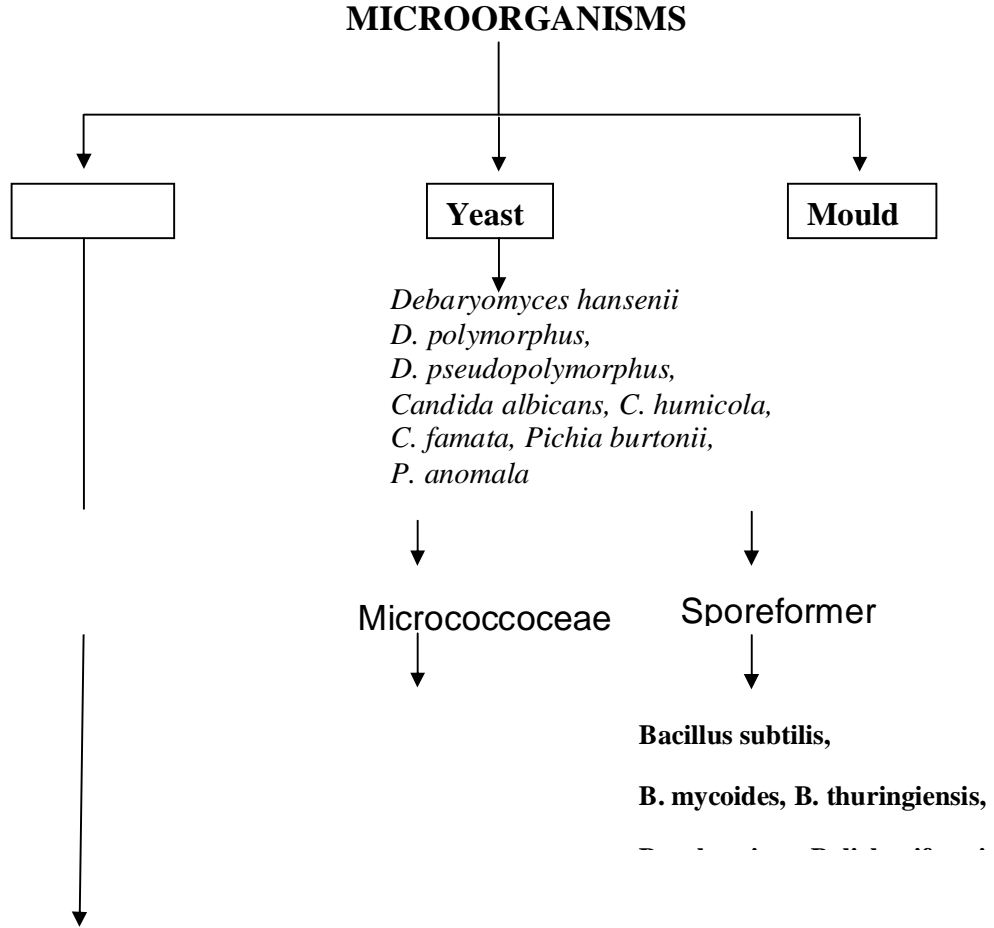 MICROORGANISMS
Yeast
Mould
Debaryomyces hansenii
D. polymorphus,
D. pseudopolymorphus,
Candida albicans, C. humicola,
C. famata, Pichia burtonii,
P. anomala
Micrococcoceae
Sporeformer
Bacillus subtilis,
B. mycoides, B. thuringiensis,